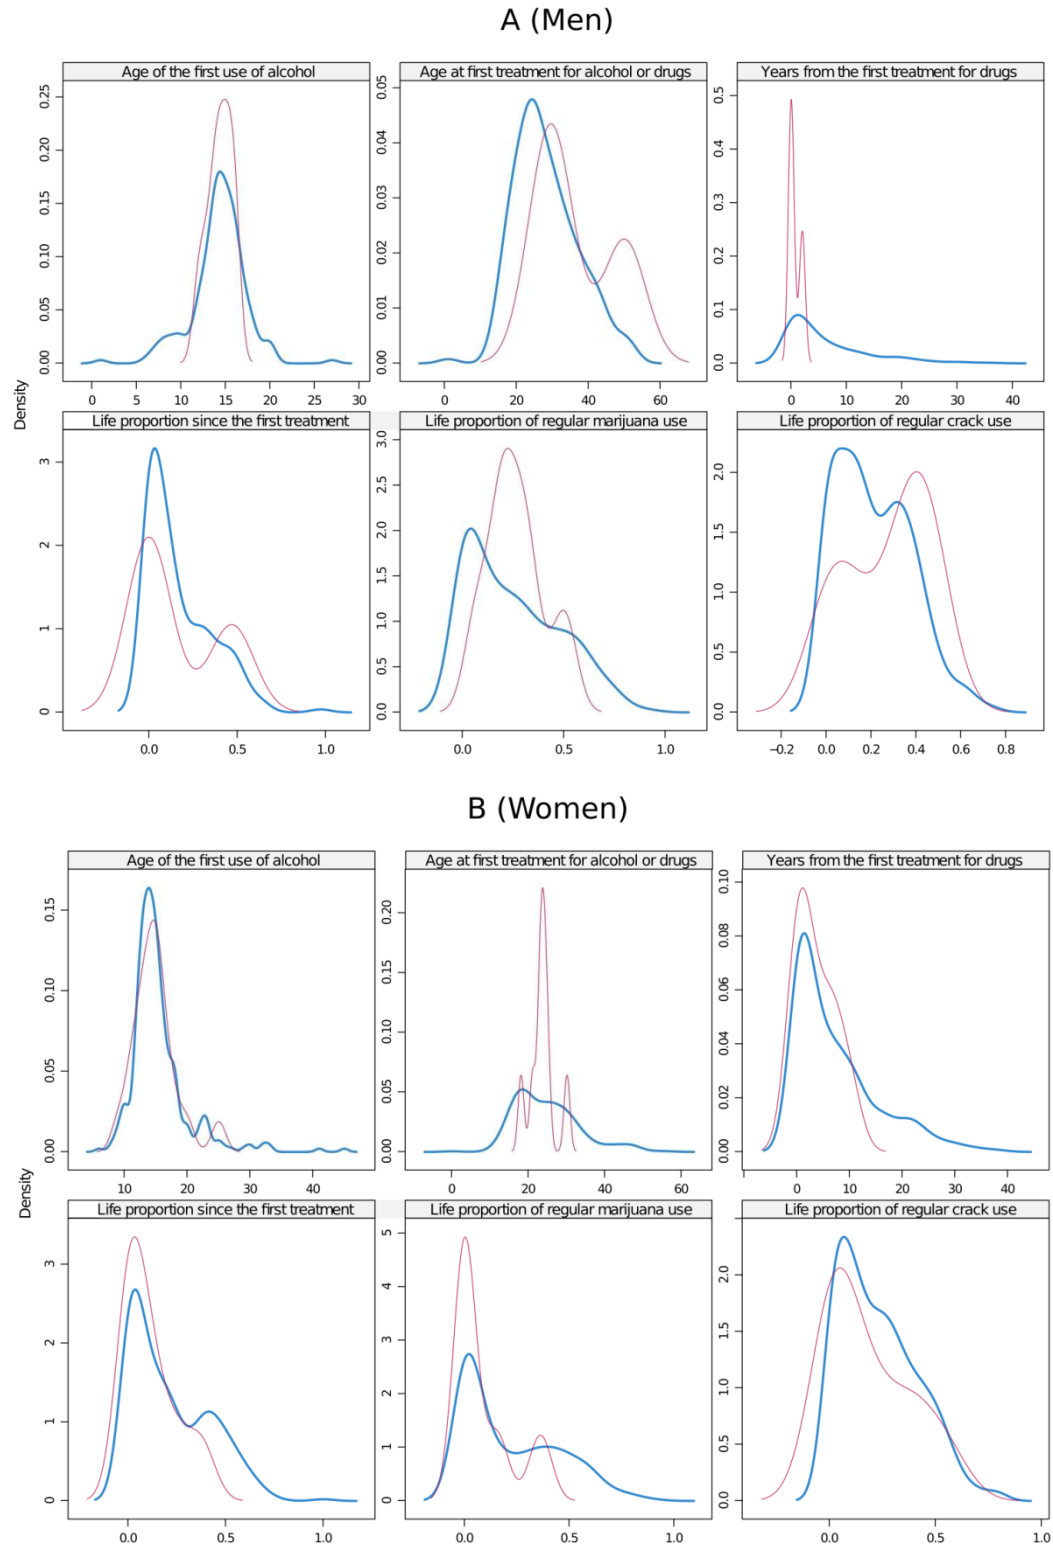 A (Men)
Age of the first use of alcohol
Age at first treatment for alcohol or drugs
Years from the first treatment for drugs
0.00 0.05 0.10 0.15 0.20 0.25
0.00 0.01 0.02 0.03 0.04 0.05
0.0 0.1 0.2 0.3 0.4 0.5
0 5 10 15 20 25 30
0 20 40 60
0 10 20 30 40
Density
Life proportion since the first treatment
Life proportion of regular marijuana use
Life proportion of regular crack use
0 1 2 3
0.0 0.5 1.0 1.5 2.0 2.5 3.0
0.0 0.5 1.0 1.5 2.0
0.0 0.5 1.0
0.0 0.5 1.0
−0.2 0.0 0.2 0.4 0.6 0.8
B (Women)
Age of the first use of alcohol
Age at first treatment for alcohol or drugs
Years from the first treatment for drugs
0.00 0.05 0.10 0.15
0.00 0.05 0.10 0.15 0.20
0.00 0.02 0.04 0.06 0.08 0.10
10 20 30 40
0 20 40 60
0 10 20 30 40
Density
Life proportion since the first treatment
Life proportion of regular marijuana use
Life proportion of regular crack use
0 1 2 3
0 1 2 3 4 5
0.0 0.5 1.0 1.5 2.0
0.0 0.5 1.0
0.0 0.5 1.0
0.0 0.5 1.0